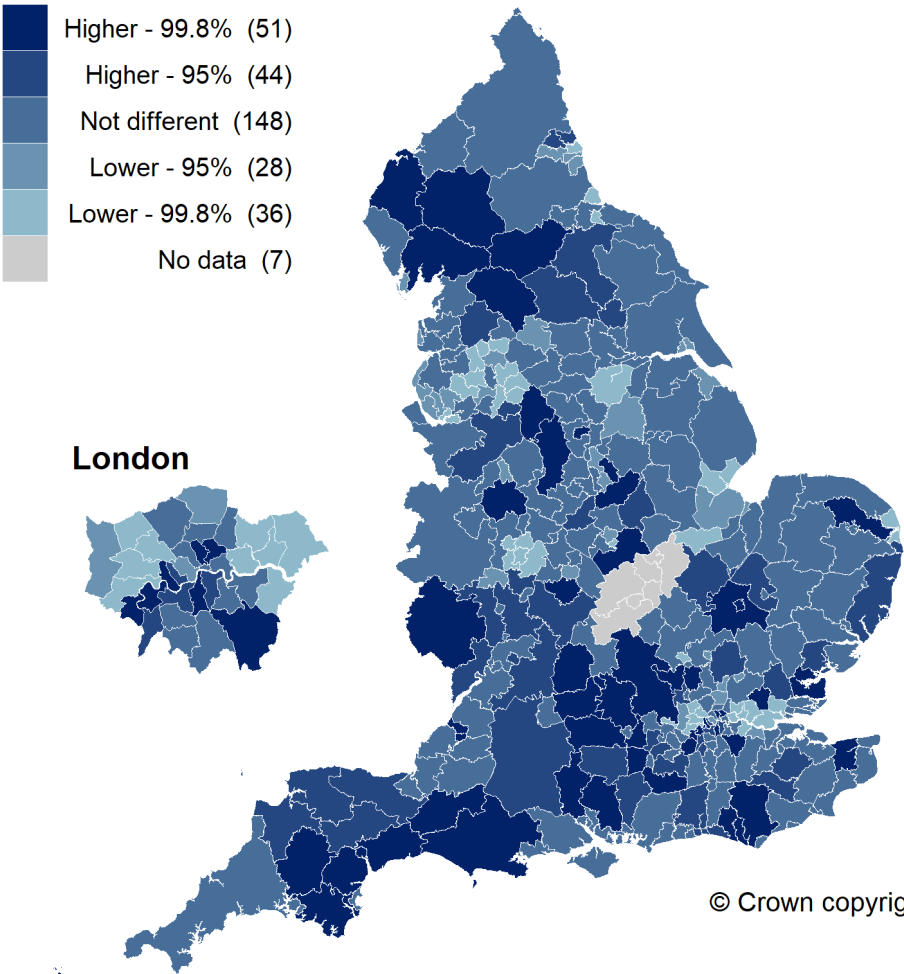 Higher - 99.8% (51)
Higher - 95% (44)
Not different (148)
Lower - 95% (28)
Lower - 99.8% (36)
No data (7)
London
© Crown copyrig